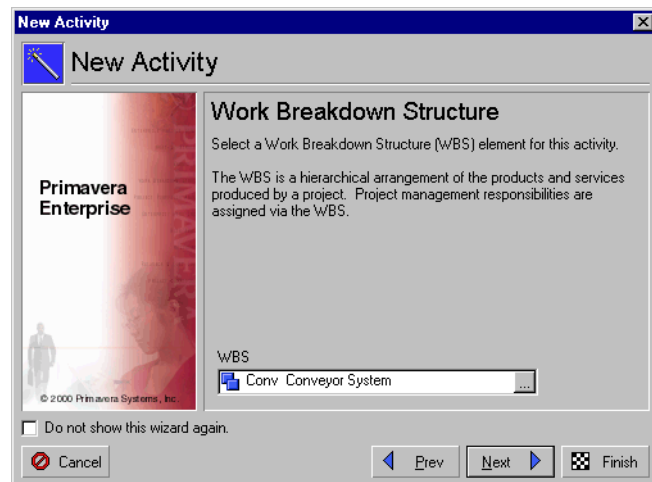 New Activity
New Activity
Work Breakdown Structure
Select a Work Breakdown Structure (WBS) element for this activity.
The WBS is a hierarchical arrangement of the products and services
produced by a project. Project management responsibilities are
assigned via the WBS.
Primavera
Enterprise
PRIMAVERA
WBS
Conv Conveyor System
...
© 2000 Primavera Systems, Inc.
Do not show this wizard again.
Cancel
Prev
Next
Finish